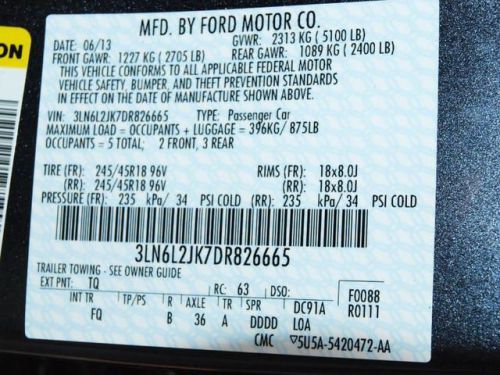 MFD. BY FORD MOTOR CO.
DATE: 06/13 GVWR: 2313 KG ( 5100 LB)
FRONT GAWR: 1227 KG ( 2705 LB) REAR GAWR: 1089 KG ( 2400 LB)
THIS VEHICLE CONFORMS TO ALL APPLICABLE FEDERAL MOTOR
VEHICLE SAFETY, BUMPER, AND THEFT PREVENTION STANDARDS
IN EFFECT ON THE DATE OF MANUFACTURE SHOWN ABOVE.
VIN: 3LN6L2JK7DR826665 TYPE: Passenger Car
MAXIMUM LOAD = OCCUPANTS + LUGGAGE = 396KG/ 875LB
OCCUPANTS = 5 TOTAL; 2 FRONT, 3 REAR
TIRE (FR): 245/45R18 96V RIMS (FR): 18x8.0J
(RR): 245/45R18 96V (RR): 18x8.0J
PRESSURE (FR): 235 kPa/ 34 PSI COLD (RR): 235 kPa/ 34 PSI COLD
3LN6L2JK7DR826665
TRAILER TOWING - SEE OWNER GUIDE
EXT PNT: TQ RC: 63 DSO: F0088
INT TR TP/PS R AXLE TR SPR DC91A R0111
FQ B 36 A DDDD L0A
CMC 5U5A-5420472-AA